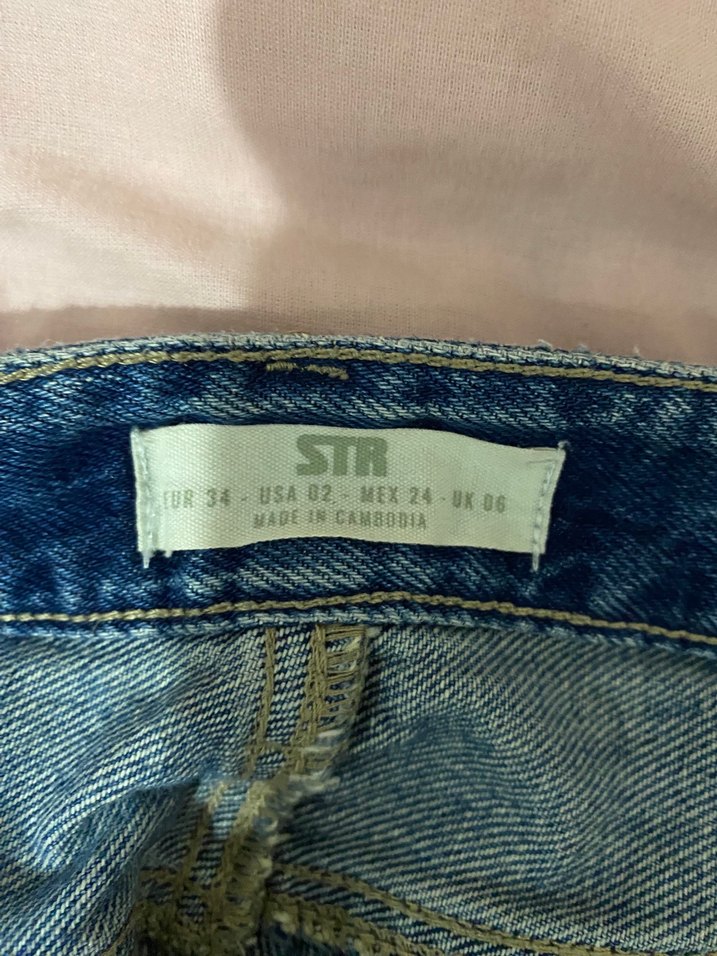 STR
EUR 34 - USA 02 - MEX 24 - UK 06
MADE IN CAMBODIA